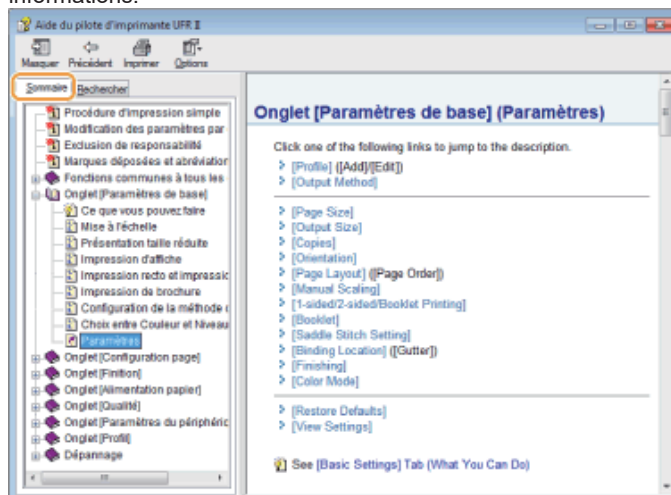 informations.
Aide du pilote d'imprimante UFR II
Masquer Précédent Imprimer Options
Sommaire Rechercher
Procédure d'impression simple
Modification des paramètres par
Exclusion de responsabilité
Marques déposées et abréviation
Fonctions communes à tous les
Onglet [Paramètres de base]
Ce que vous pouvez faire
Mise à l'échelle
Présentation taille réduite
Impression d'affiche
Impression recto et impressic
Impression de brochure
Configuration de la méthode d
Choix entre Couleur et Niveau
Paramètres
Onglet [Configuration page]
Onglet [Finition]
Onglet [Alimentation papier]
Onglet [Qualité]
Onglet [Paramètres du périphéric
Onglet [Profil]
Dépannage
Onglet [Paramètres de base] (Paramètres)
Click one of the following links to jump to the description.
[Profile] ([Add]/[Edit])
[Output Method]
[Page Size]
[Output Size]
[Copies]
[Orientation]
[Page Layout] ([Page Order])
[Manual Scaling]
[1-sided/2-sided/Booklet Printing]
[Booklet]
[Saddle Stitch Setting]
[Binding Location] ([Gutter])
[Finishing]
[Color Mode]
[Restore Defaults]
[View Settings]
See [Basic Settings] Tab (What You Can Do)